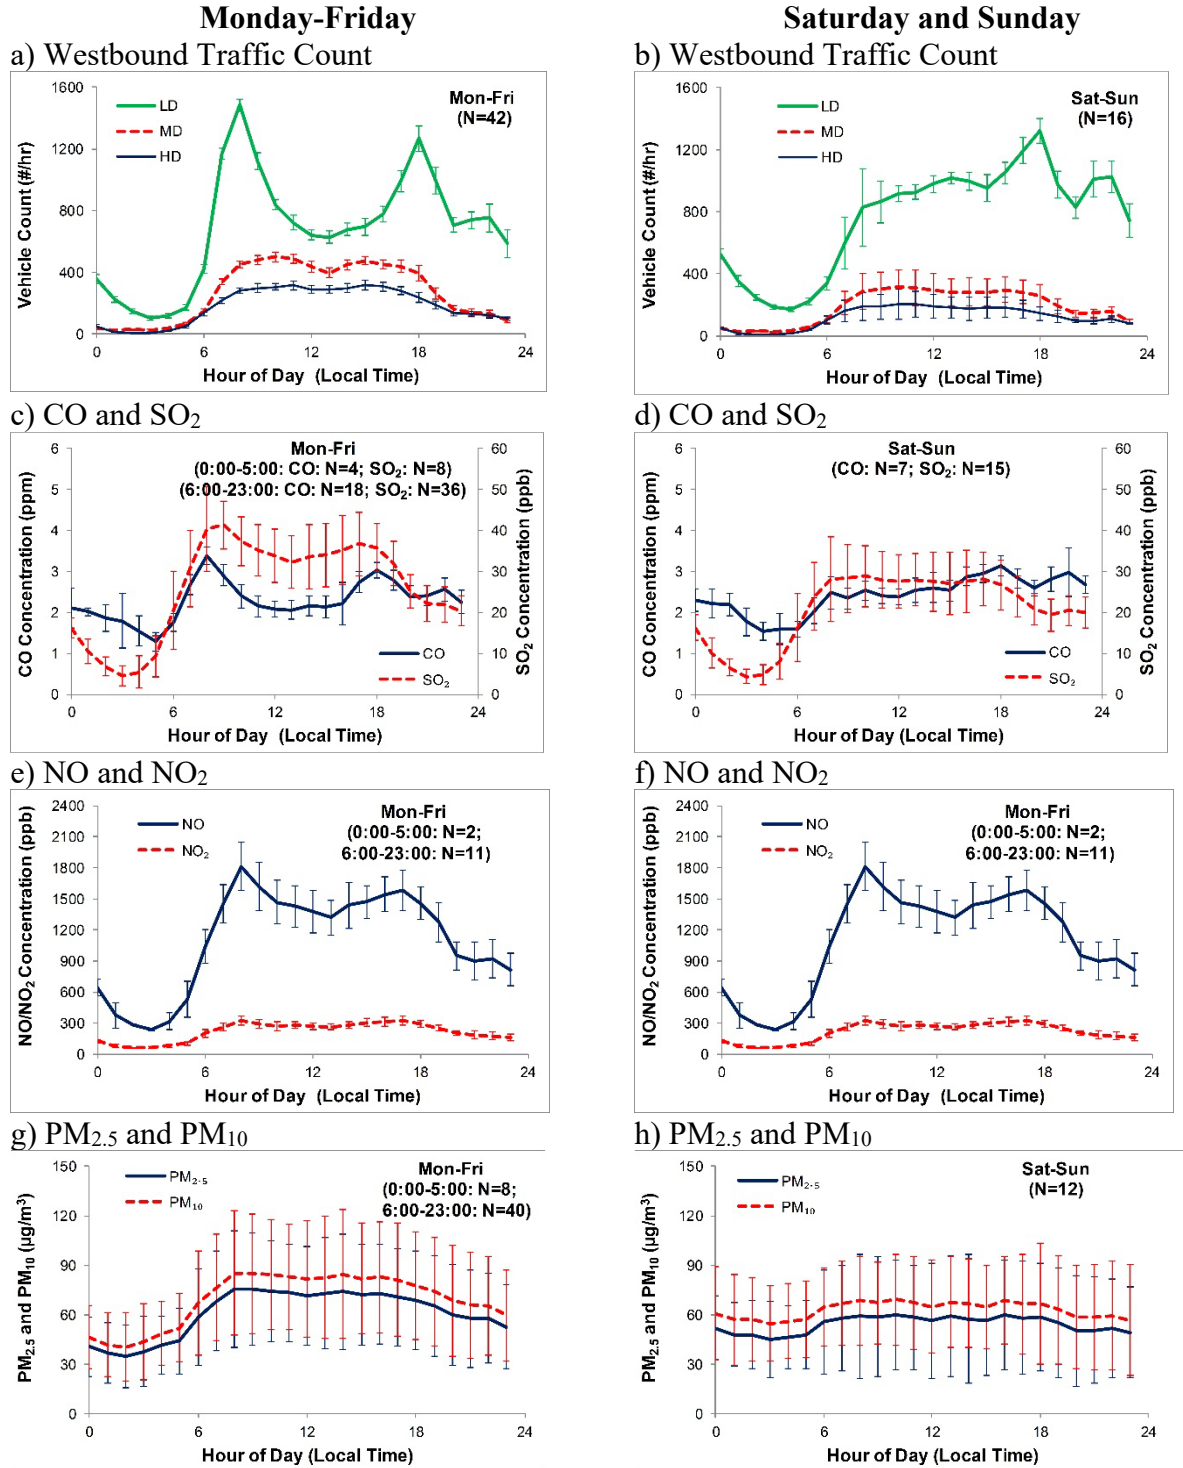 Monday-Friday
Saturday and Sunday
a) Westbound Traffic Count
1600
1200
800
400
0
Vehicle Count (#/hr)
LD
MD
HD
Mon-Fri
(N=42)
0 6 12 18 24
Hour of Day (Local Time)
b) Westbound Traffic Count
1600
1200
800
400
0
Vehicle Count (#/hr)
LD
MD
HD
Sat-Sun
(N=16)
0 6 12 18 24
Hour of Day (Local Time)
c) CO and SO₂
Mon-Fri
(0:00-5:00: CO: N=4; SO₂: N=8)
(6:00-23:00: CO: N=18; SO₂: N=36)
6
5
4
3
2
1
0
CO Concentration (ppm)
60
50
40
30
20
10
0
SO₂ Concentration (ppb)
CO
SO₂
0 6 12 18 24
Hour of Day (Local Time)
d) CO and SO₂
Sat-Sun
(CO: N=7; SO₂: N=15)
6
5
4
3
2
1
0
CO Concentration (ppm)
60
50
40
30
20
10
0
SO₂ Concentration (ppb)
CO
SO₂
0 6 12 18 24
Hour of Day (Local Time)
e) NO and NO₂
2400
2100
1800
1500
1200
900
600
300
0
NO/NO₂ Concentration (ppb)
NO
NO₂
Mon-Fri
(0:00-5:00: N=2;
6:00-23:00: N=11)
0 6 12 18 24
Hour of Day (Local Time)
f) NO and NO₂
2400
2100
1800
1500
1200
900
600
300
0
NO/NO₂ Concentration (ppb)
NO
NO₂
Mon-Fri
(0:00-5:00: N=2;
6:00-23:00: N=11)
0 6 12 18 24
Hour of Day (Local Time)
g) PM₂.₅ and PM₁₀
150
120
90
60
30
0
PM₂.₅ and PM₁₀ (µg/m³)
PM₂.₅
PM₁₀
Mon-Fri
(0:00-5:00: N=8;
6:00-23:00: N=40)
0 6 12 18 24
Hour of Day (Local Time)
h) PM₂.₅ and PM₁₀
150
120
90
60
30
0
PM₂.₅ and PM₁₀ (µg/m³)
PM₂.₅
PM₁₀
Sat-Sun
(N=12)
0 6 12 18 24
Hour of Day (Local Time)